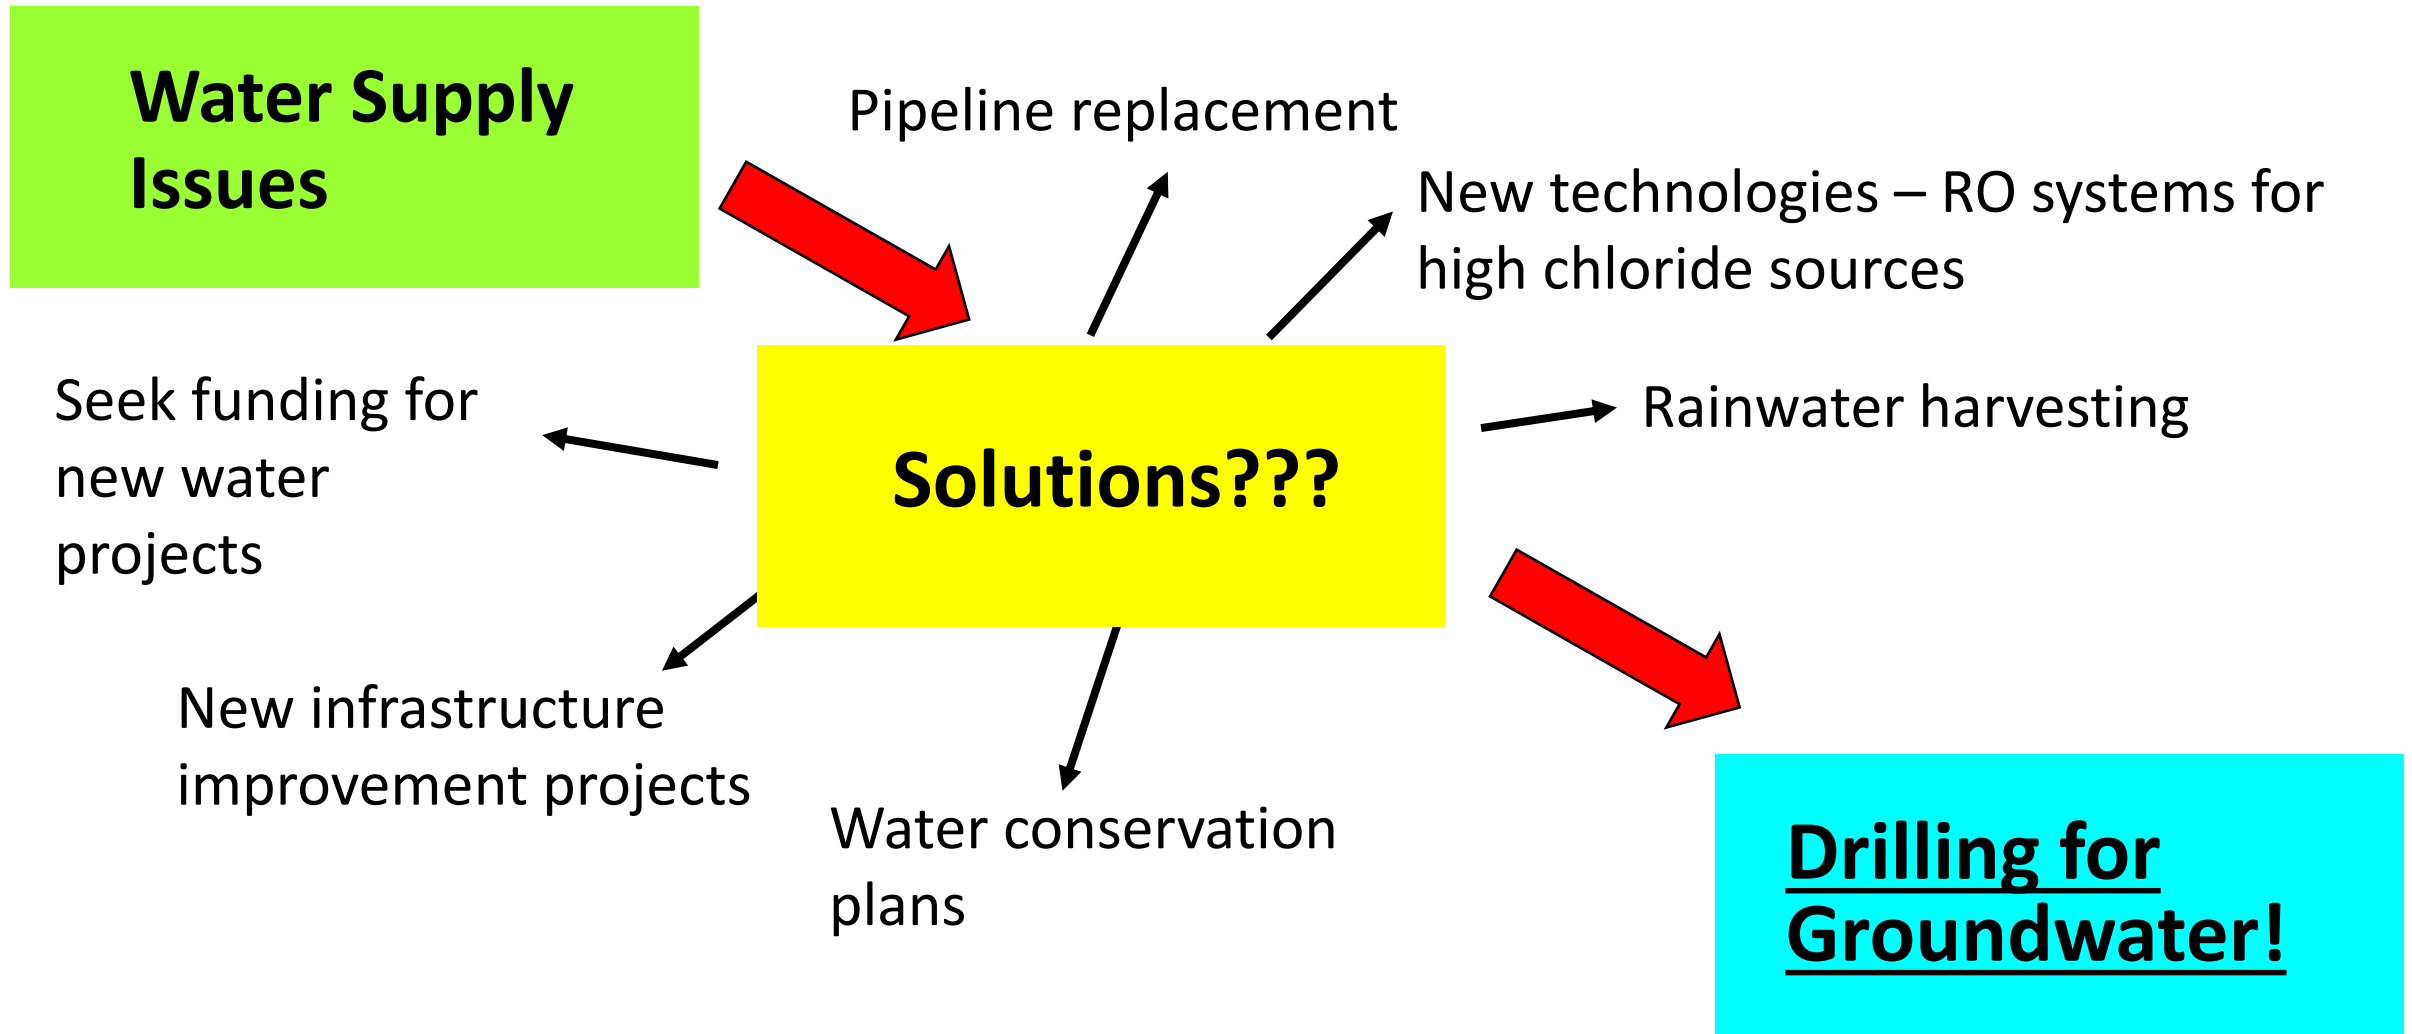 Water Supply
Issues
Pipeline replacement
New technologies – RO systems for
high chloride sources
Seek funding for
new water
projects
Solutions???
Rainwater harvesting
New infrastructure
improvement projects
Water conservation
plans
Drilling for
Groundwater!